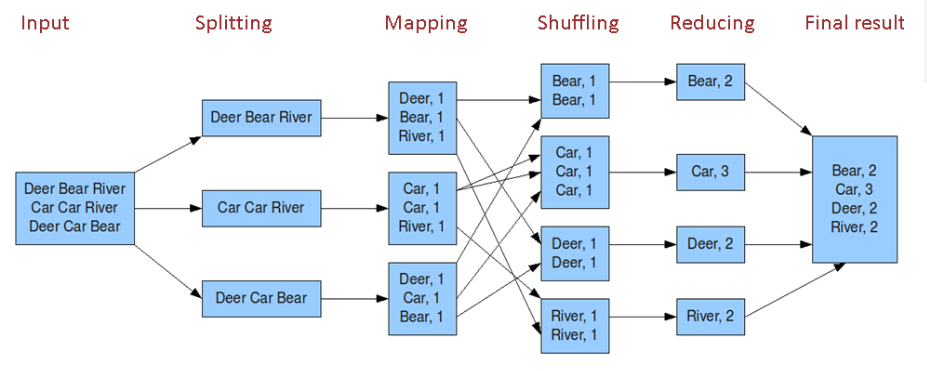 Input
Splitting
Mapping
Shuffling
Reducing
Final result
Deer Bear River
Car Car River
Deer Car Bear
Deer Bear River
Car Car River
Deer Car Bear
Deer, 1
Bear, 1
River, 1
Car, 1
Car, 1
River, 1
Deer, 1
Car, 1
Bear, 1
Bear, 1
Bear, 1
Car, 1
Car, 1
Car, 1
Deer, 1
Deer, 1
River, 1
River, 1
Bear, 2
Car, 3
Deer, 2
River, 2
Bear, 2
Car, 3
Deer, 2
River, 2